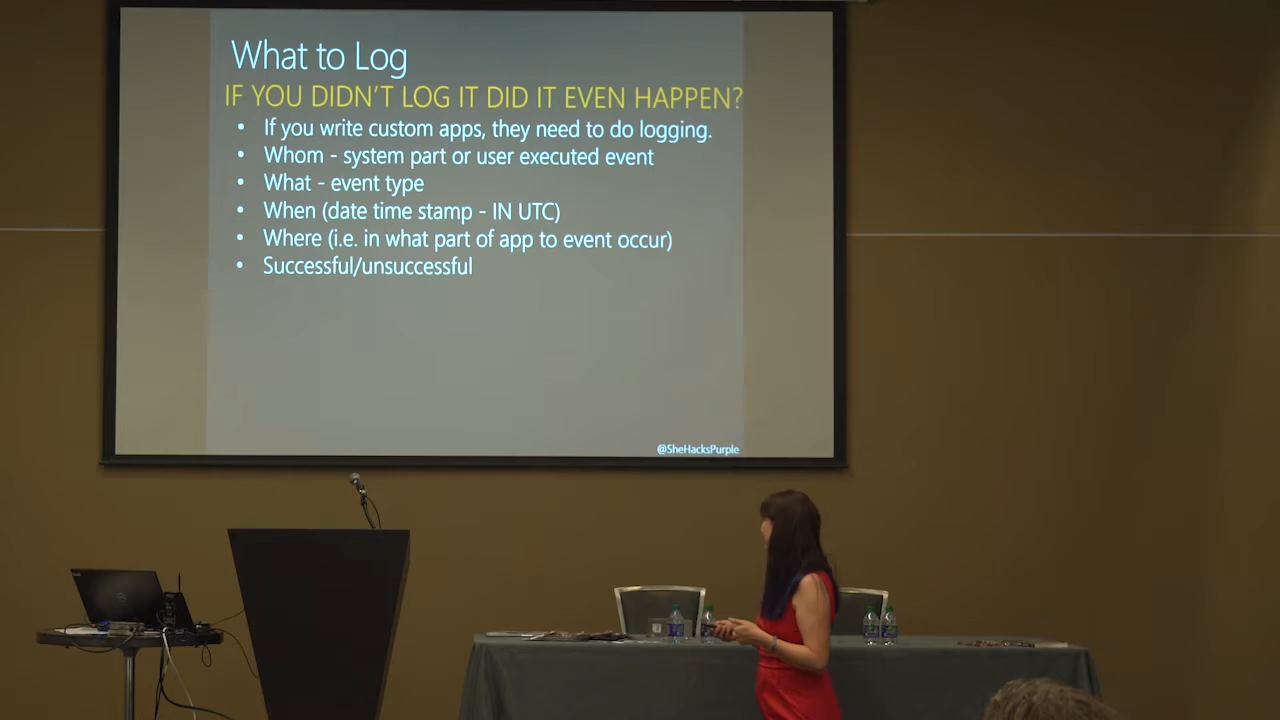 What to Log
IF YOU DIDN'T LOG IT DID IT EVEN HAPPEN?
• If you write custom apps, they need to do logging.
• Whom - system part or user executed event
• What - event type
• When (date time stamp - IN UTC)
• Where (i.e. in what part of app to event occur)
• Successful/unsuccessful
@SheHacksPurple